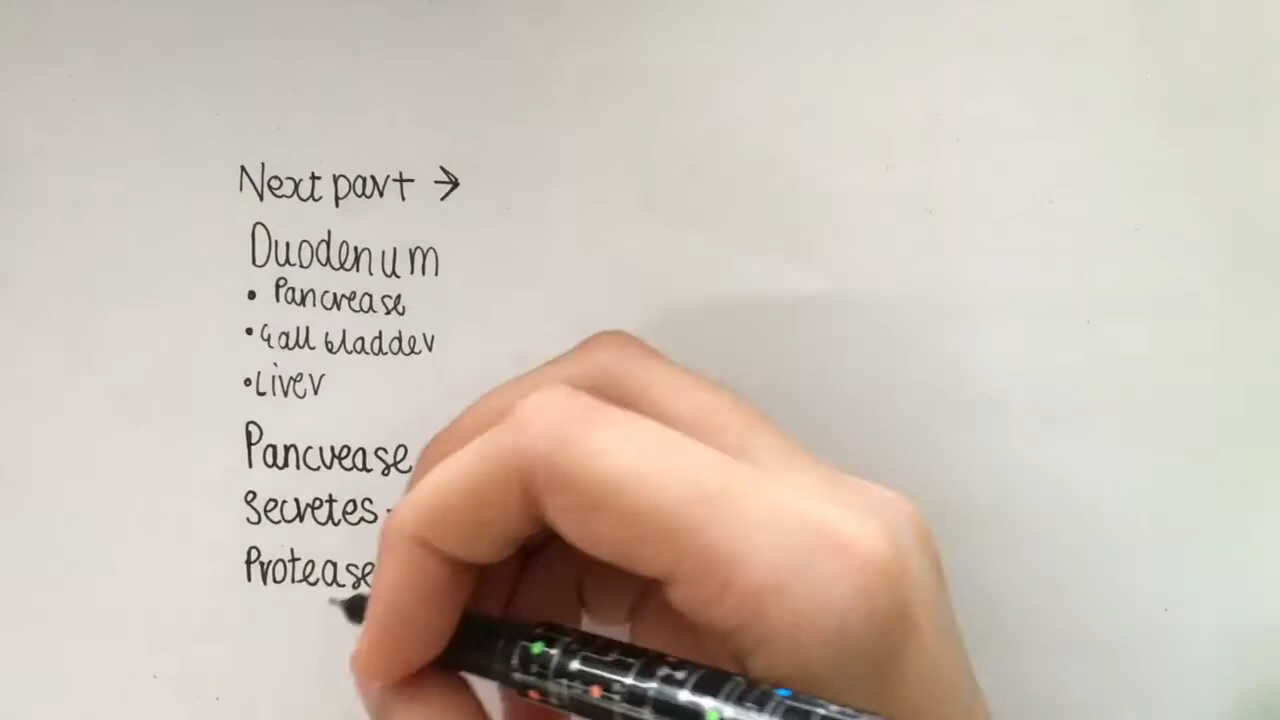 Next part →
Duodenum
• Pancrease
• Gall bladder
• Liver
Pancrease
secretes -
Protease